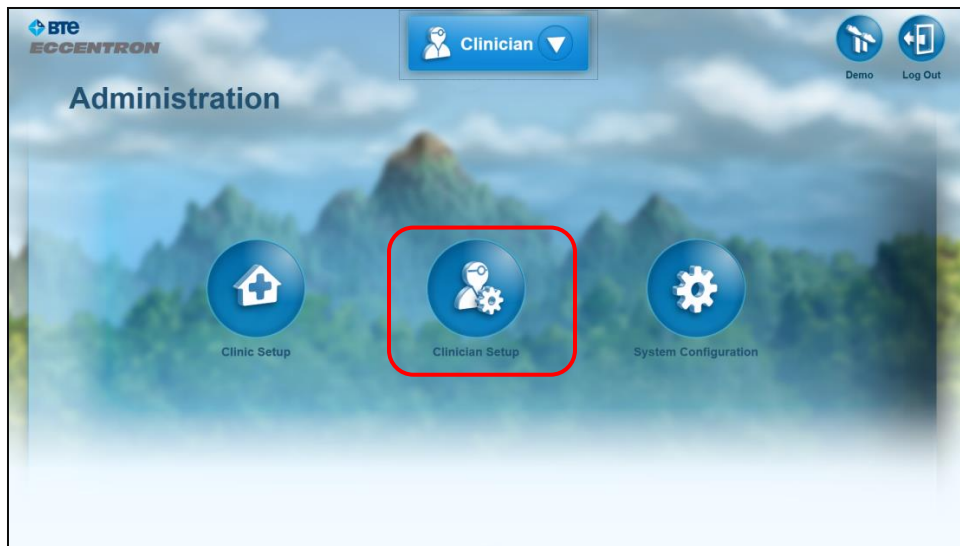 BTE
ECCENTRON
Clinician
Demo
Log Out
Administration
Clinic Setup
Clinician Setup
System Configuration